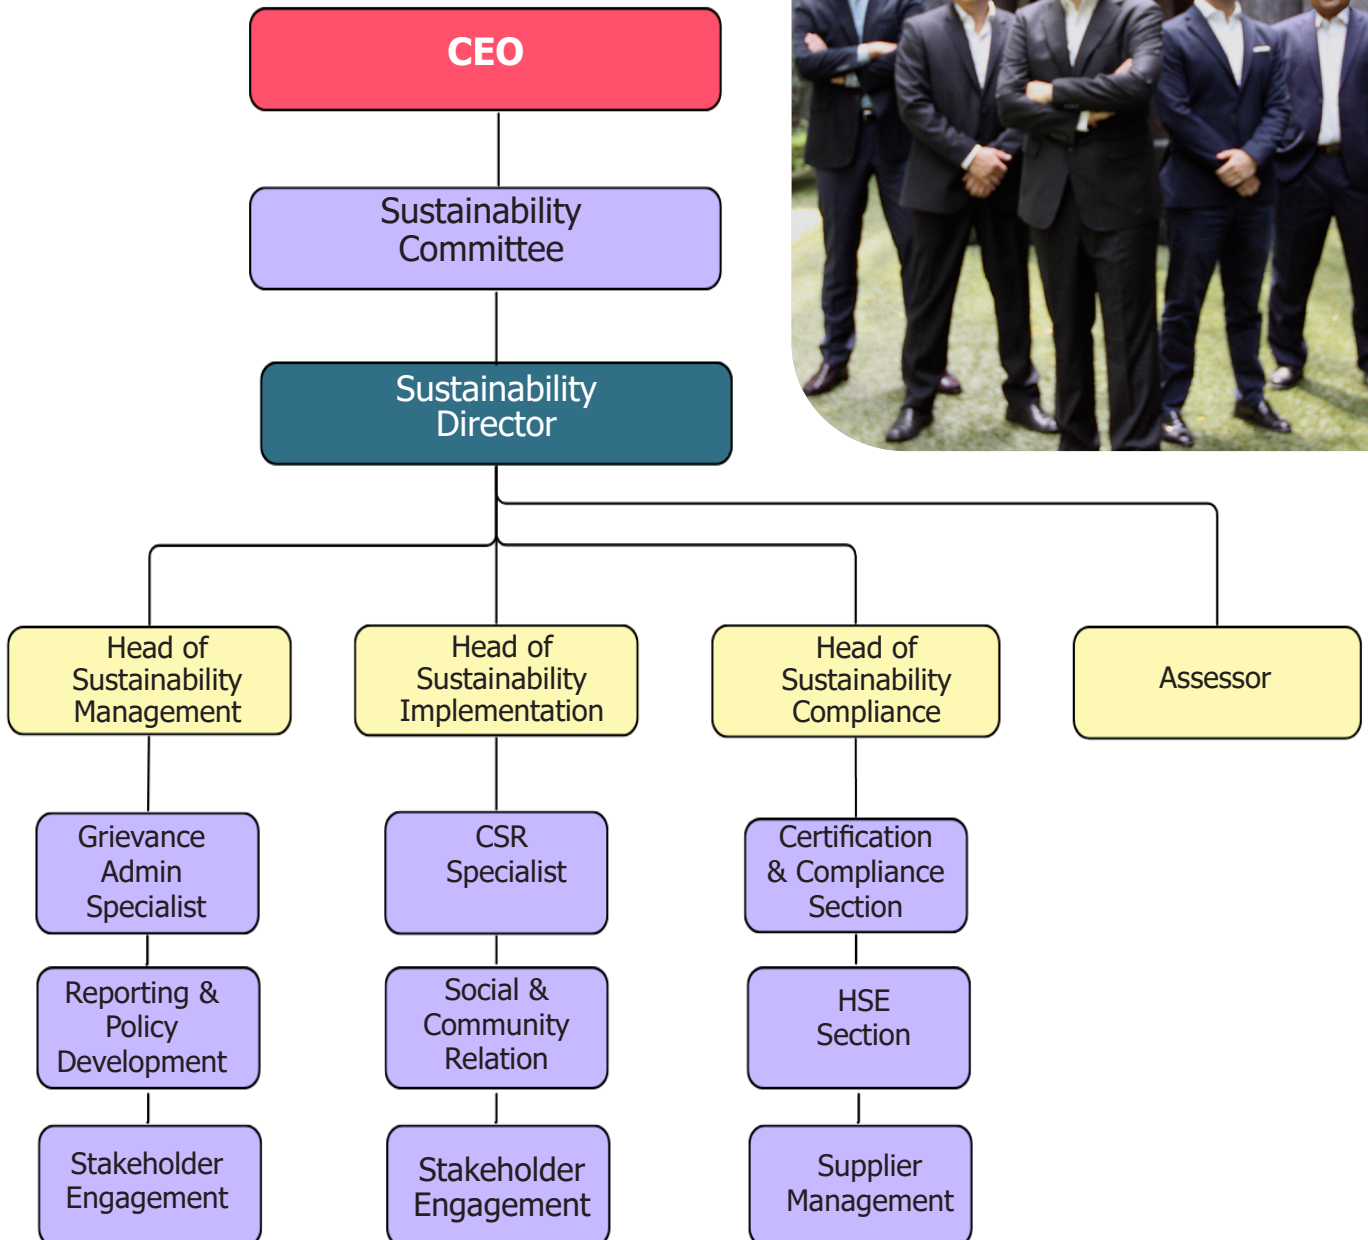 CEO
Sustainability
Committee
Sustainability
Director
Head of
Sustainability
Management
Head of
Sustainability
Implementation
Head of
Sustainability
Compliance
Assessor
Grievance
Admin
Specialist
CSR
Specialist
Certification
& Compliance
Section
Reporting &
Policy
Development
Social &
Community
Relation
HSE
Section
Stakeholder
Engagement
Stakeholder
Engagement
Supplier
Management